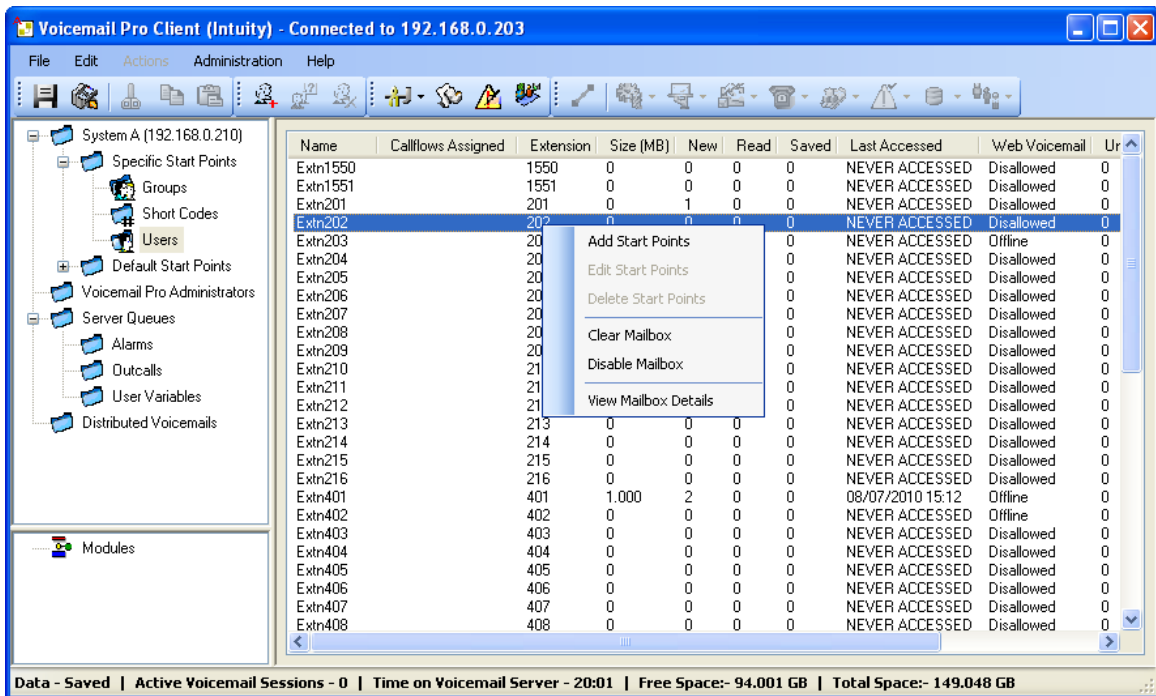 Voicemail Pro Client (Intuity) - Connected to 192.168.0.203
File Edit Actions Administration Help
System A (192.168.0.210)
Specific Start Points
Groups
Short Codes
Users
Default Start Points
Voicemail Pro Administrators
Server Queues
Alarms
Outcalls
User Variables
Distributed Voicemails
Modules
Name Callflows Assigned Extension Size (MB) New Read Saved Last Accessed Web Voicemail Ur
Extn1550 1550 0 0 0 0 NEVER ACCESSED Disallowed 0
Extn1551 1551 0 0 0 0 NEVER ACCESSED Disallowed 0
Extn201 201 0 1 0 0 NEVER ACCESSED Disallowed 0
Extn202 202 0 0 0 0 NEVER ACCESSED Disallowed 0
Extn203 20 NEVER ACCESSED Offline 0
Extn204 20 NEVER ACCESSED Disallowed 0
Extn205 20 NEVER ACCESSED Disallowed 0
Extn206 20 NEVER ACCESSED Disallowed 0
Extn207 20 NEVER ACCESSED Disallowed 0
Extn208 20 NEVER ACCESSED Disallowed 0
Extn209 20 NEVER ACCESSED Disallowed 0
Extn210 21 NEVER ACCESSED Disallowed 0
Extn211 21 NEVER ACCESSED Disallowed 0
Extn212 21 NEVER ACCESSED Disallowed 0
Extn213 213 0 0 0 0 NEVER ACCESSED Disallowed 0
Extn214 214 0 0 0 0 NEVER ACCESSED Disallowed 0
Extn215 215 0 0 0 0 NEVER ACCESSED Disallowed 0
Extn216 216 0 0 0 0 NEVER ACCESSED Disallowed 0
Extn401 401 1.000 2 0 0 08/07/2010 15:12 Offline 0
Extn402 402 0 0 0 0 NEVER ACCESSED Offline 0
Extn403 403 0 0 0 0 NEVER ACCESSED Disallowed 0
Extn404 404 0 0 0 0 NEVER ACCESSED Disallowed 0
Extn405 405 0 0 0 0 NEVER ACCESSED Disallowed 0
Extn406 406 0 0 0 0 NEVER ACCESSED Disallowed 0
Extn407 407 0 0 0 0 NEVER ACCESSED Disallowed 0
Extn408 408 0 0 0 0 NEVER ACCESSED Disallowed 0
Add Start Points
Edit Start Points
Delete Start Points
Clear Mailbox
Disable Mailbox
View Mailbox Details
Data - Saved | Active Voicemail Sessions - 0 | Time on Voicemail Server - 20:01 | Free Space:- 94.001 GB | Total Space:- 149.048 GB